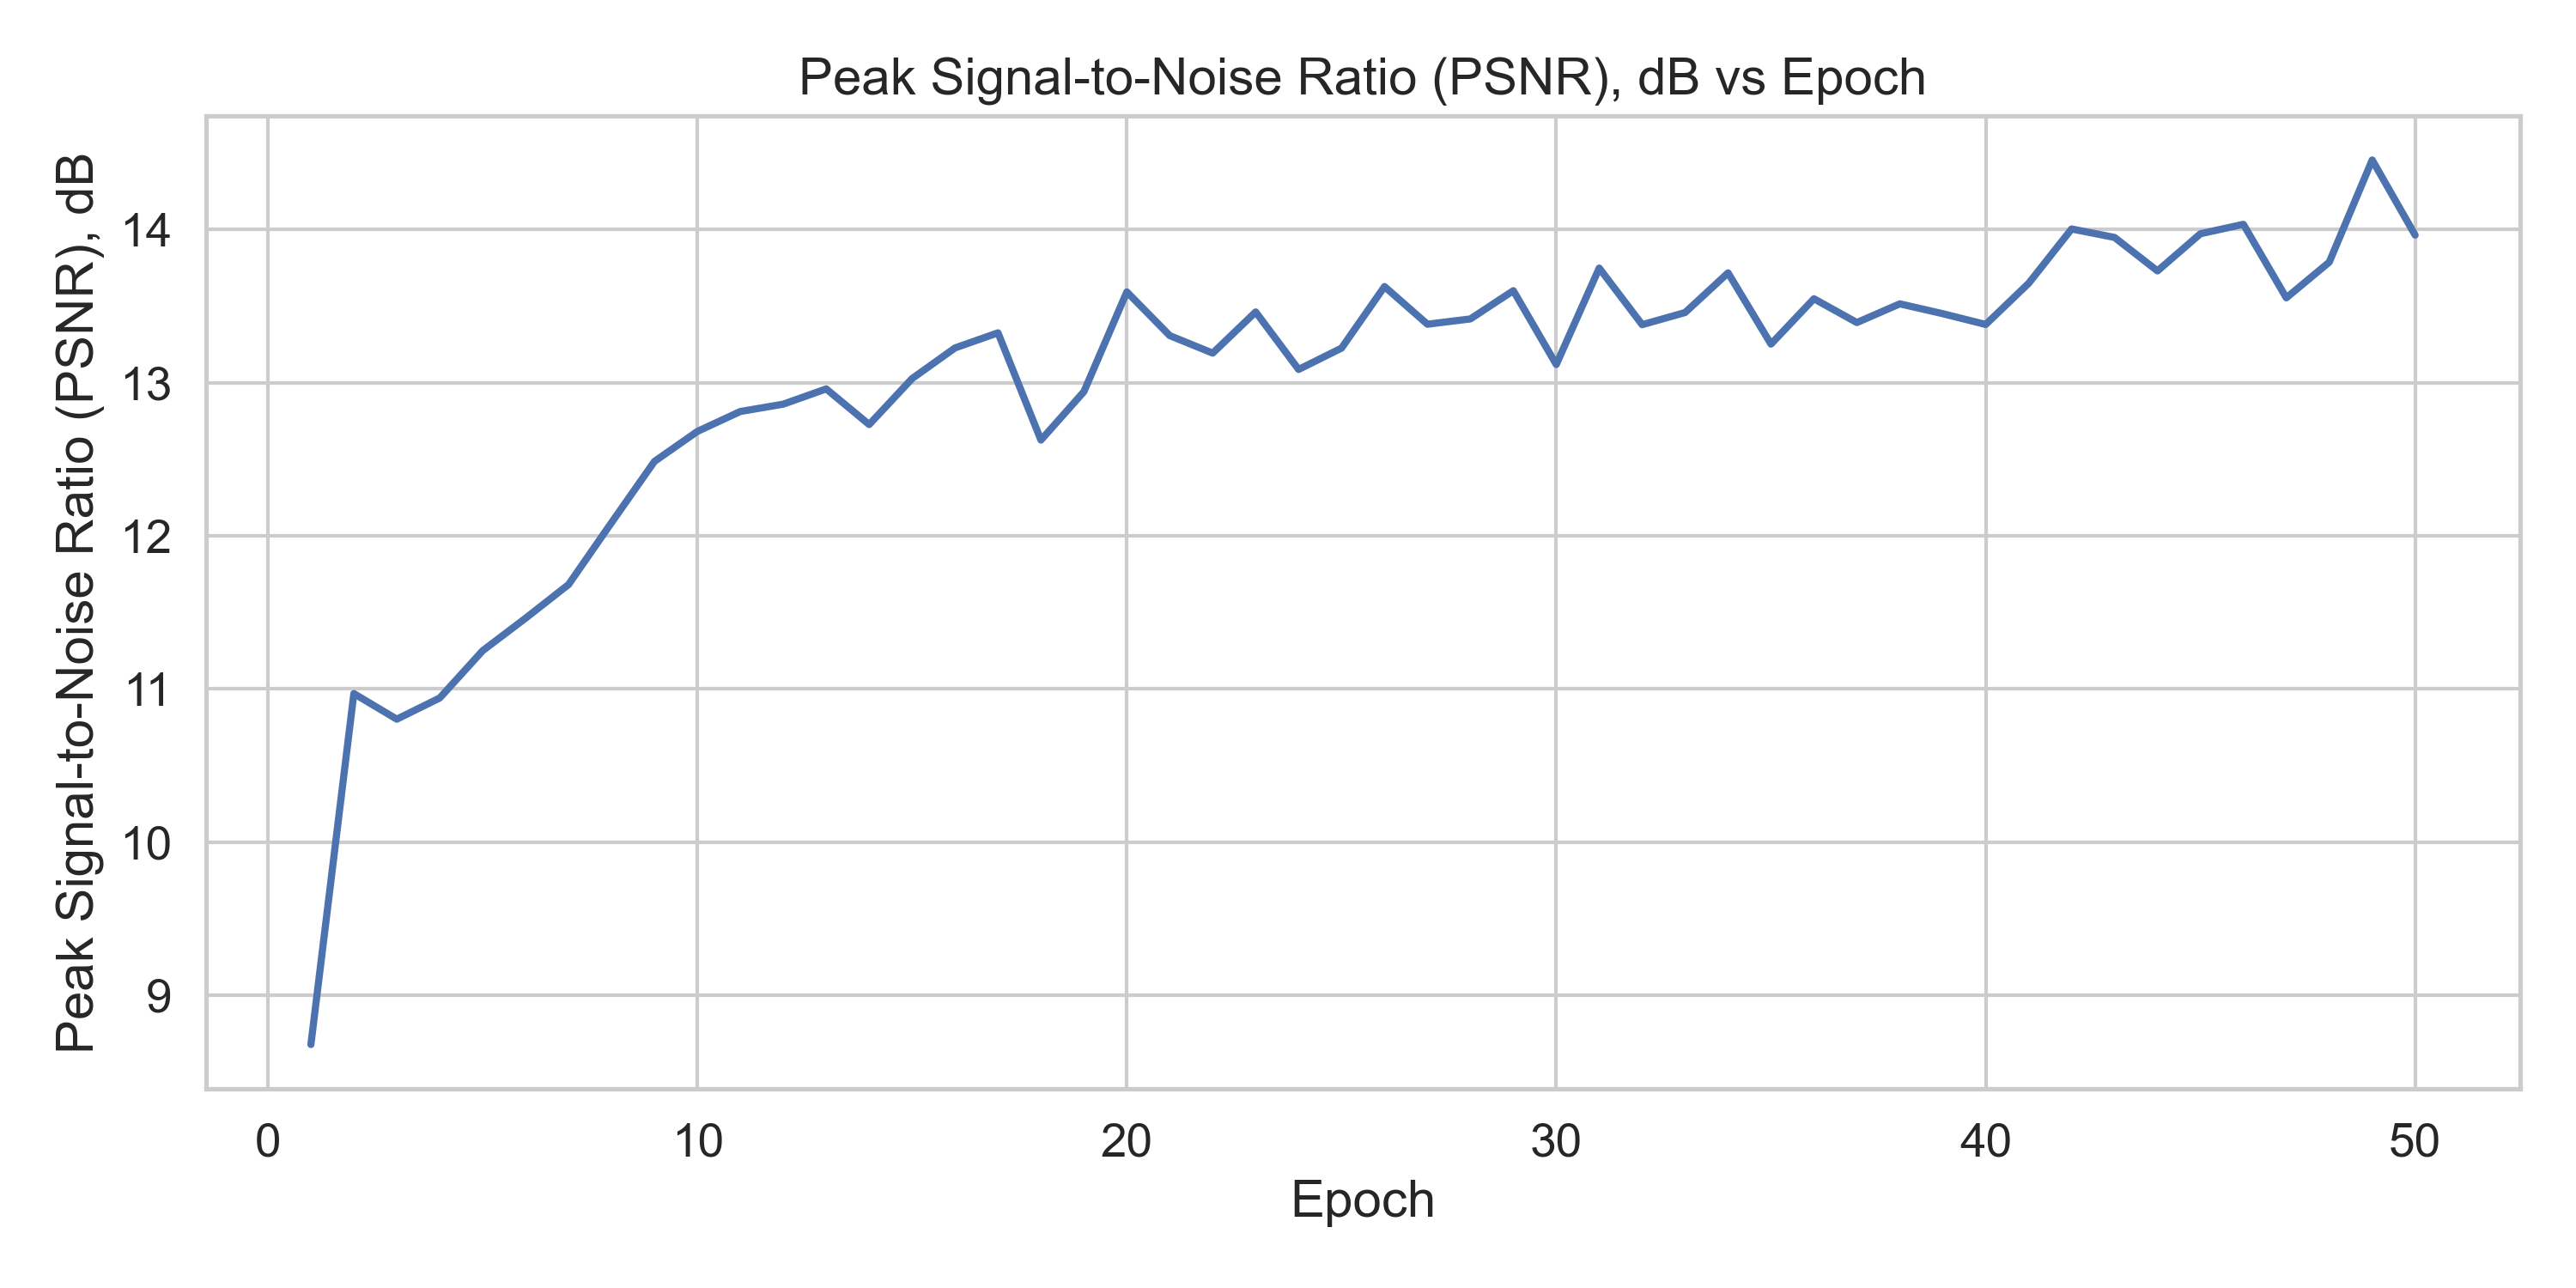 Peak Signal-to-Noise Ratio (PSNR), dB vs Epoch
Peak Signal-to-Noise Ratio (PSNR), dB
14
13
12
11
10
9
0 10 20 30 40 50
Epoch